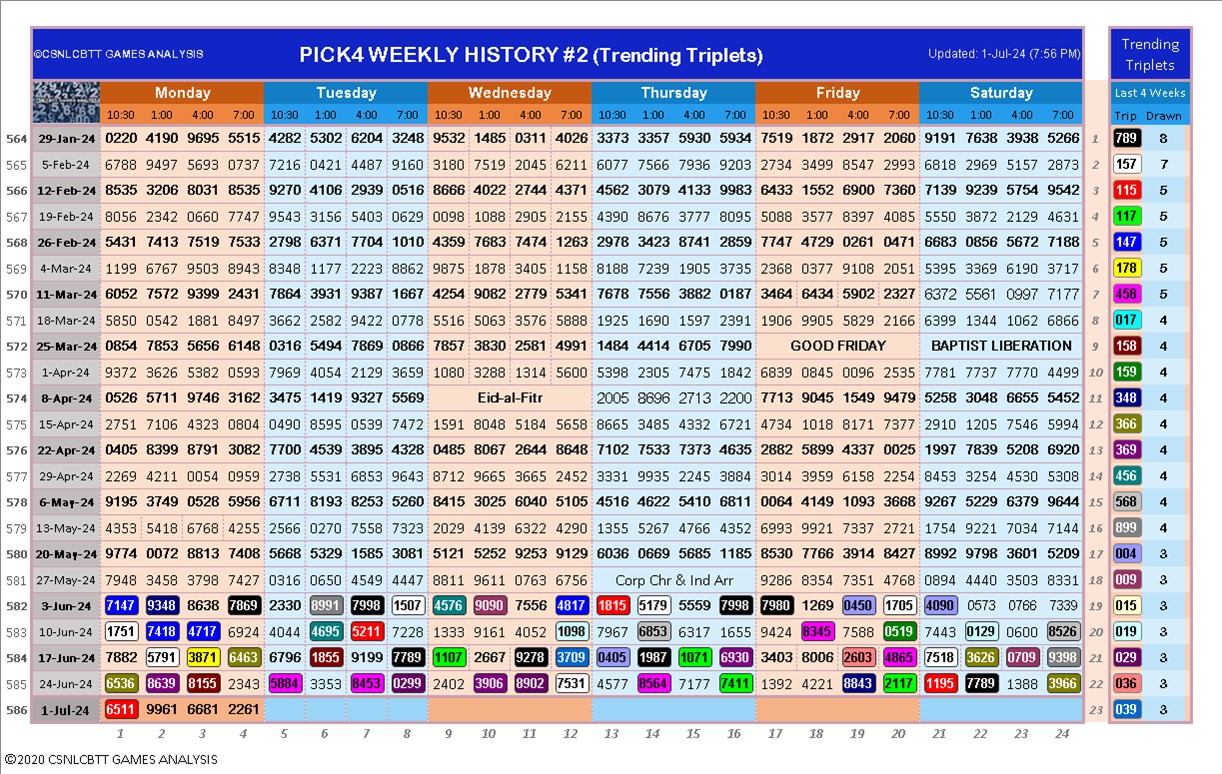 ©CSNLCBTT GAMES ANALYSIS PICK4 WEEKLY HISTORY #2 (Trending Triplets) Updated: 1-Jul-24 (7:56 PM) Trending Triplets
Monday Tuesday Wednesday Thursday Friday Saturday Last 4 Weeks
10:30 1:00 4:00 7:00 10:30 1:00 4:00 7:00 10:30 1:00 4:00 7:00 10:30 1:00 4:00 7:00 10:30 1:00 4:00 7:00 10:30 1:00 4:00 7:00 Trip Drawn
564 29-Jan-24 0220 4190 9695 5515 4282 5302 6204 3248 9532 1485 0311 4026 3373 3357 5930 5934 7519 1872 2917 2060 9191 7638 3938 5266 1 789 8
565 5-Feb-24 6788 9497 5693 0737 7216 0421 4487 9160 3180 7519 2045 6211 6077 7566 7936 9203 2734 3499 8547 2993 6818 2969 5157 2873 2 157 7
566 12-Feb-24 8535 3206 8031 8535 9270 4106 2939 0516 8666 4022 2744 4371 4562 3079 4133 9983 6433 1552 6900 7360 7139 9239 5754 9542 3 115 5
567 19-Feb-24 8056 2342 0660 7747 9543 3156 5403 0629 0098 1088 2905 2155 4390 8676 3777 8095 5088 3577 8397 4085 5550 3872 2129 4631 4 117 5
568 26-Feb-24 5431 7413 7519 7533 2798 6371 7704 1010 4359 7683 7474 1263 2978 3423 8741 2859 7747 4729 0261 0471 6683 0856 5672 7188 5 147 5
569 4-Mar-24 1199 6767 9503 8943 8348 1177 2223 8862 9875 1878 3405 1158 8188 7239 1905 3735 2368 0377 9108 2051 5395 3369 6190 3717 6 178 5
570 11-Mar-24 6052 7572 9399 2431 7864 3931 9387 1667 4254 9082 2779 5341 7678 7556 3882 0187 3464 6434 5902 2327 6372 5561 0997 7177 7 458 5
571 18-Mar-24 5850 0542 1881 8497 3662 2582 9422 0770 5516 5063 3576 5888 1925 1690 1597 2391 1906 9905 5829 2166 6399 1344 1062 6866 8 017 4
572 25-Mar-24 0854 7853 5656 6148 0316 5494 7869 0866 7857 3830 2581 4991 1484 4414 6705 7990 GOOD FRIDAY BAPTIST LIBERATION 9 158 4
573 1-Apr-24 9372 3626 5382 0593 7969 4054 2129 3659 1080 3288 1314 5600 5398 2305 7475 1842 6839 0845 0096 2535 7781 7737 7770 4499 10 159 4
574 8-Apr-24 0526 5711 9746 3162 3475 1419 9327 5569 Eid-al-Fitr 2005 8696 2713 2200 7713 9045 1549 9479 5258 3048 6655 5452 11 348 4
575 15-Apr-24 2751 7106 4323 0804 0490 8595 0539 7472 1591 8048 5184 5658 8665 3485 4332 6721 4734 1018 8171 7377 2910 1205 7546 5994 12 366 4
576 22-Apr-24 0405 8399 8791 3082 7700 4539 3895 4328 0485 8067 2644 8648 7102 7533 7373 4635 2882 5899 4337 0025 1997 7839 5208 6920 13 369 4
577 29-Apr-24 2269 4211 0054 0959 2738 5531 6853 9643 9712 9665 3665 2452 3331 9935 2245 3884 3014 3959 6158 2254 8453 3254 4530 5308 14 456 4
578 6-May-24 9195 3749 0528 5956 6711 8193 8253 5260 8415 3025 6040 5105 4516 4622 5410 6811 0064 4149 1093 3668 9267 5229 6379 9644 15 568 4
579 13-May-24 4353 5418 6768 4255 2566 0270 7558 7323 2029 4139 6322 4290 1355 5267 4766 4352 6993 9921 7337 2721 1754 9221 7034 7144 16 899 4
580 20-May-24 9774 0072 8813 7408 5668 5329 1585 3081 5121 5252 9253 9129 6036 0669 5685 1185 8530 7766 3914 8427 8992 9798 3601 5209 17 004 3
581 27-May-24 7948 3458 3798 7427 0316 0650 4549 4447 8811 9611 0763 6756 Corp Chr & Ind Arr 9286 8354 7351 4768 0894 4440 3503 8331 18 009 3
582 3-Jun-24 7147 9348 8638 7869 2330 8991 7998 1507 4576 9090 7556 4817 1815 5179 5559 7998 7980 1269 0450 1705 4090 0573 0766 7339 19 015 3
583 10-Jun-24 1751 7418 4717 6924 4044 4695 5211 7228 1333 9161 4052 1098 7967 6853 6317 1655 9424 8345 7588 0519 7443 0129 0600 8526 20 019 3
584 17-Jun-24 7882 5791 3871 6463 6796 1855 9199 7789 1107 2667 9278 3709 0405 1987 1071 6930 3403 8006 2603 4865 7518 3626 0709 9398 21 029 3
585 24-Jun-24 6536 8639 8155 2343 5884 3353 8453 0299 2402 3906 8902 7531 4577 8564 7177 7411 1392 4221 8843 2117 1195 7789 1388 3966 22 036 3
586 1-Jul-24 6511 9961 6681 2261 23 039 3
1 2 3 4 5 6 7 8 9 10 11 12 13 14 15 16 17 18 19 20 21 22 23 24
©2020 CSNLCBTT GAMES ANALYSIS